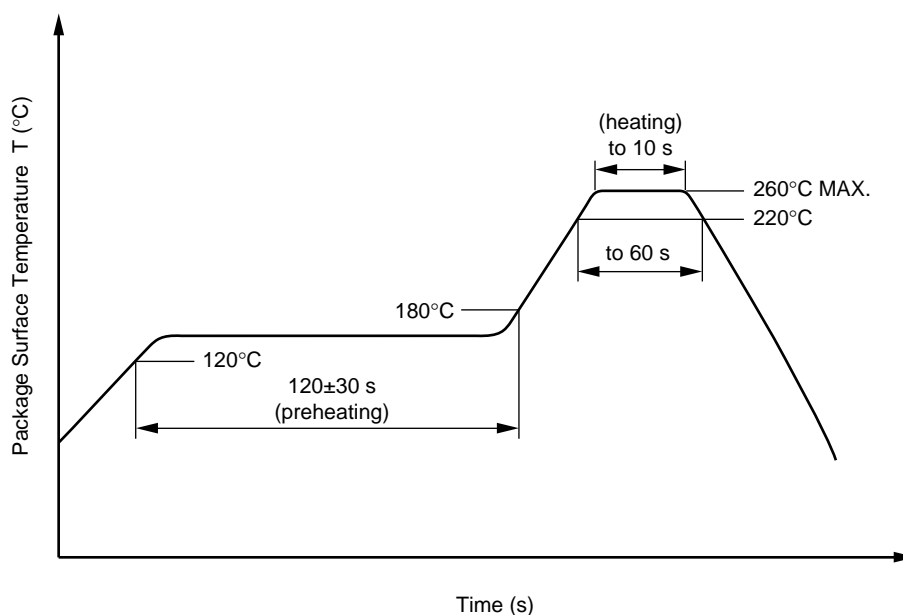 Package Surface Temperature T (°C)
(heating)
to 10 s
260°C MAX.
220°C
to 60 s
180°C
120°C
120±30 s
(preheating)
Time (s)